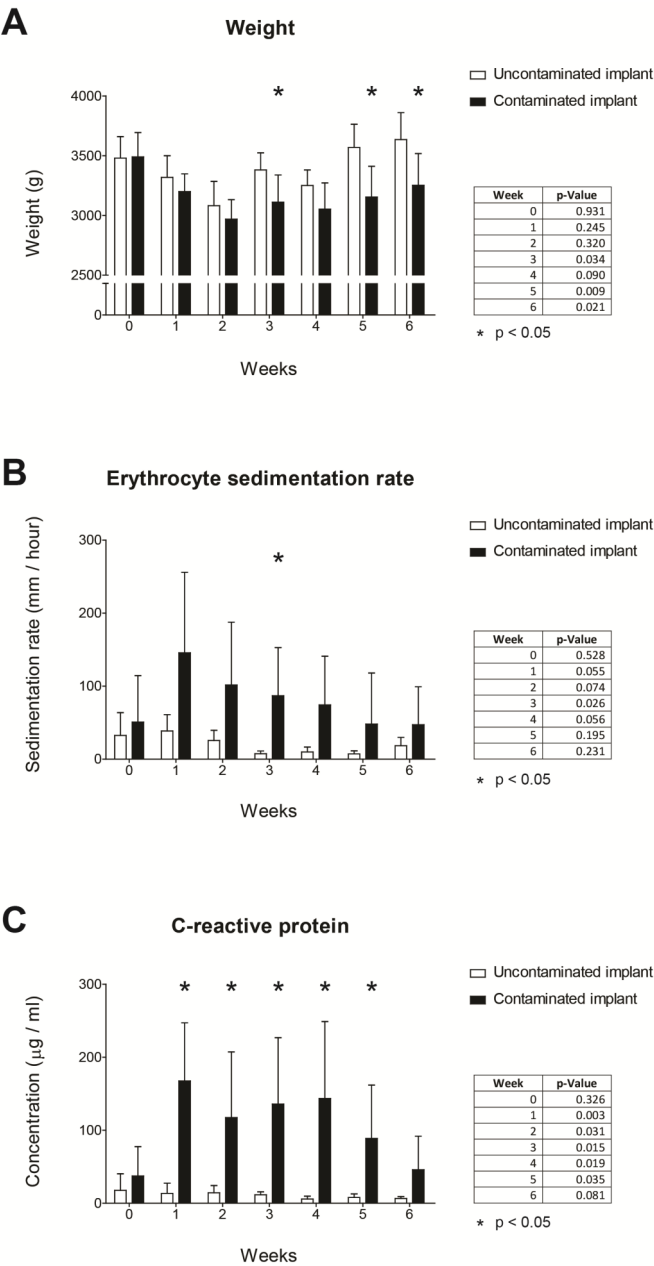 A
Weight
Uncontaminated implant
Contaminated implant
4000
3500
3000
2500
0
Weight (g)
* * *
0 1 2 3 4 5 6
Weeks
Week p-Value
0 0.931
1 0.245
2 0.320
3 0.034
4 0.090
5 0.009
6 0.021
* p < 0.05
B
Erythrocyte sedimentation rate
Uncontaminated implant
Contaminated implant
300
200
100
0
Sedimentation rate (mm / hour)
*
0 1 2 3 4 5 6
Weeks
Week p-Value
0 0.528
1 0.055
2 0.074
3 0.026
4 0.056
5 0.195
6 0.231
* p < 0.05
C
C-reactive protein
Uncontaminated implant
Contaminated implant
300
200
100
0
Concentration (μg / ml)
* * * * *
0 1 2 3 4 5 6
Weeks
Week p-Value
0 0.326
1 0.003
2 0.031
3 0.015
4 0.019
5 0.035
6 0.081
* p < 0.05